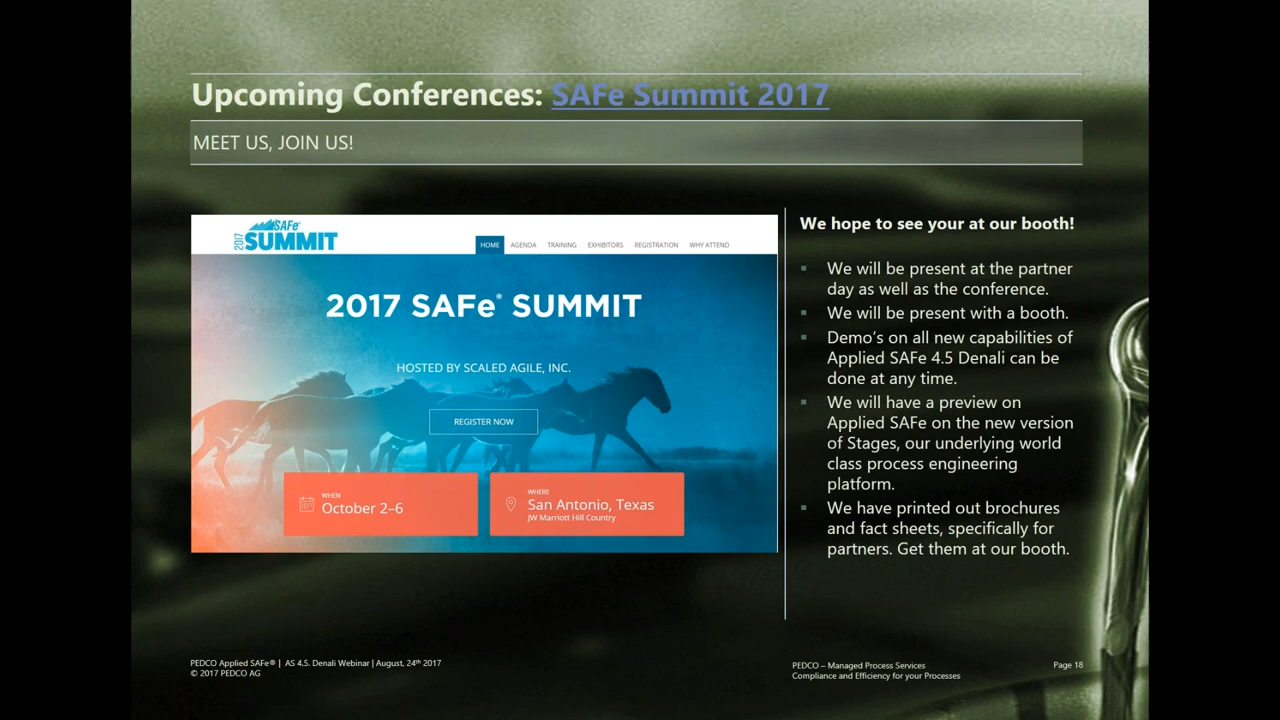 Upcoming Conferences: SAFe Summit 2017
MEET US, JOIN US!
2017 SAFe® SUMMIT
HOME AGENDA TRAINING EXHIBITORS REGISTRATION WHY ATTEND
2017 SAFe® SUMMIT
HOSTED BY SCALED AGILE, INC.
REGISTER NOW
WHEN
October 2–6
WHERE
San Antonio, Texas
JW Marriott Hill Country
We hope to see your at our booth!
We will be present at the partner
day as well as the conference.
We will be present with a booth.
Demo’s on all new capabilities of
Applied SAFe 4.5 Denali can be
done at any time.
We will have a preview on
Applied SAFe on the new version
of Stages, our underlying world
class process engineering
platform.
We have printed out brochures
and fact sheets, specifically for
partners. Get them at our booth.
PEDCO Applied SAFe® | AS 4.5. Denali Webinar | August, 24th 2017
© 2017 PEDCO AG
PEDCO – Managed Process Services
Compliance and Efficiency for your Processes
Page 18